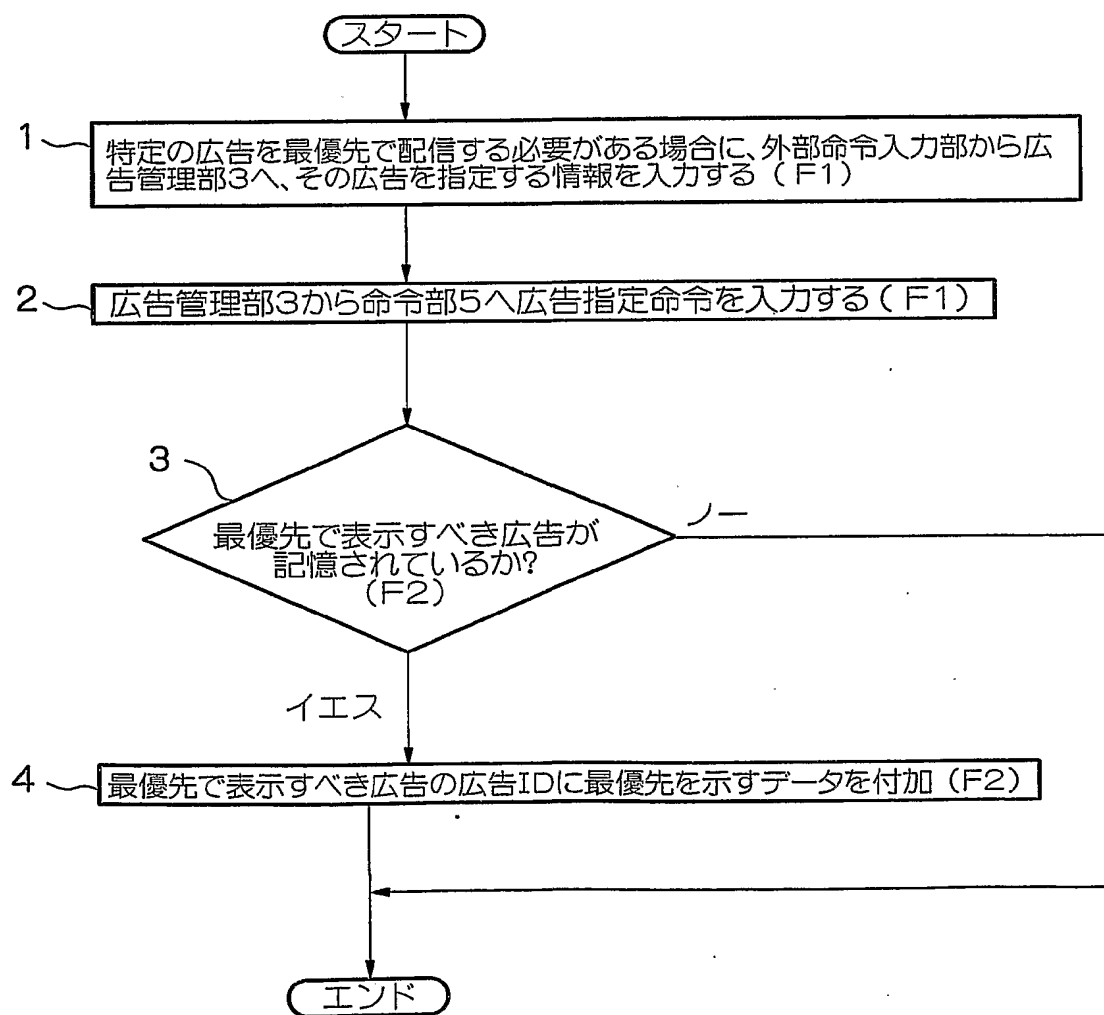 スタート
1
特定の広告を最優先で配信する必要がある場合に、外部命令入力部から広
告管理部3へ、その広告を指定する情報を入力する（F1）
2
広告管理部3から命令部5へ広告指定命令を入力する（F1）
3
最優先で表示すべき広告が
記憶されているか?
（F2）
ノー
イエス
4
最優先で表示すべき広告の広告IDに最優先を示すデータを付加（F2）
エンド